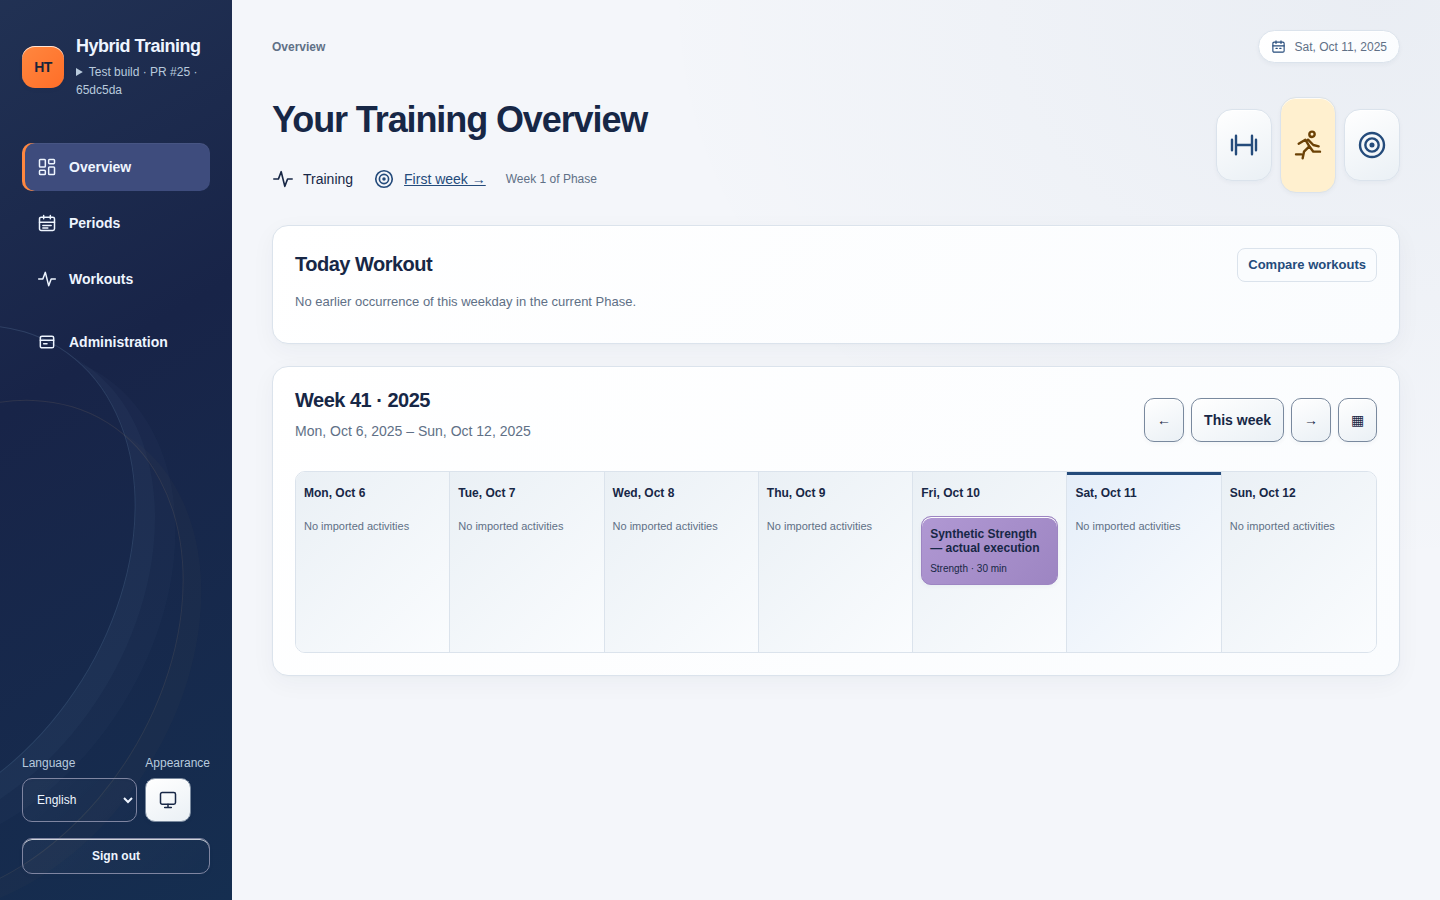 HT
Hybrid Training
▶ Test build · PR #25 ·
65dc5da
Overview
Periods
Workouts
Administration
Language
Appearance
English
Sign out
Overview
Sat, Oct 11, 2025
Your Training Overview
Training
First week →
Week 1 of Phase
Today Workout
Compare workouts
No earlier occurrence of this weekday in the current Phase.
Week 41 · 2025
Mon, Oct 6, 2025 – Sun, Oct 12, 2025
←
This week
→
Mon, Oct 6
No imported activities
Tue, Oct 7
No imported activities
Wed, Oct 8
No imported activities
Thu, Oct 9
No imported activities
Fri, Oct 10
Synthetic Strength
— actual execution
Strength · 30 min
Sat, Oct 11
No imported activities
Sun, Oct 12
No imported activities